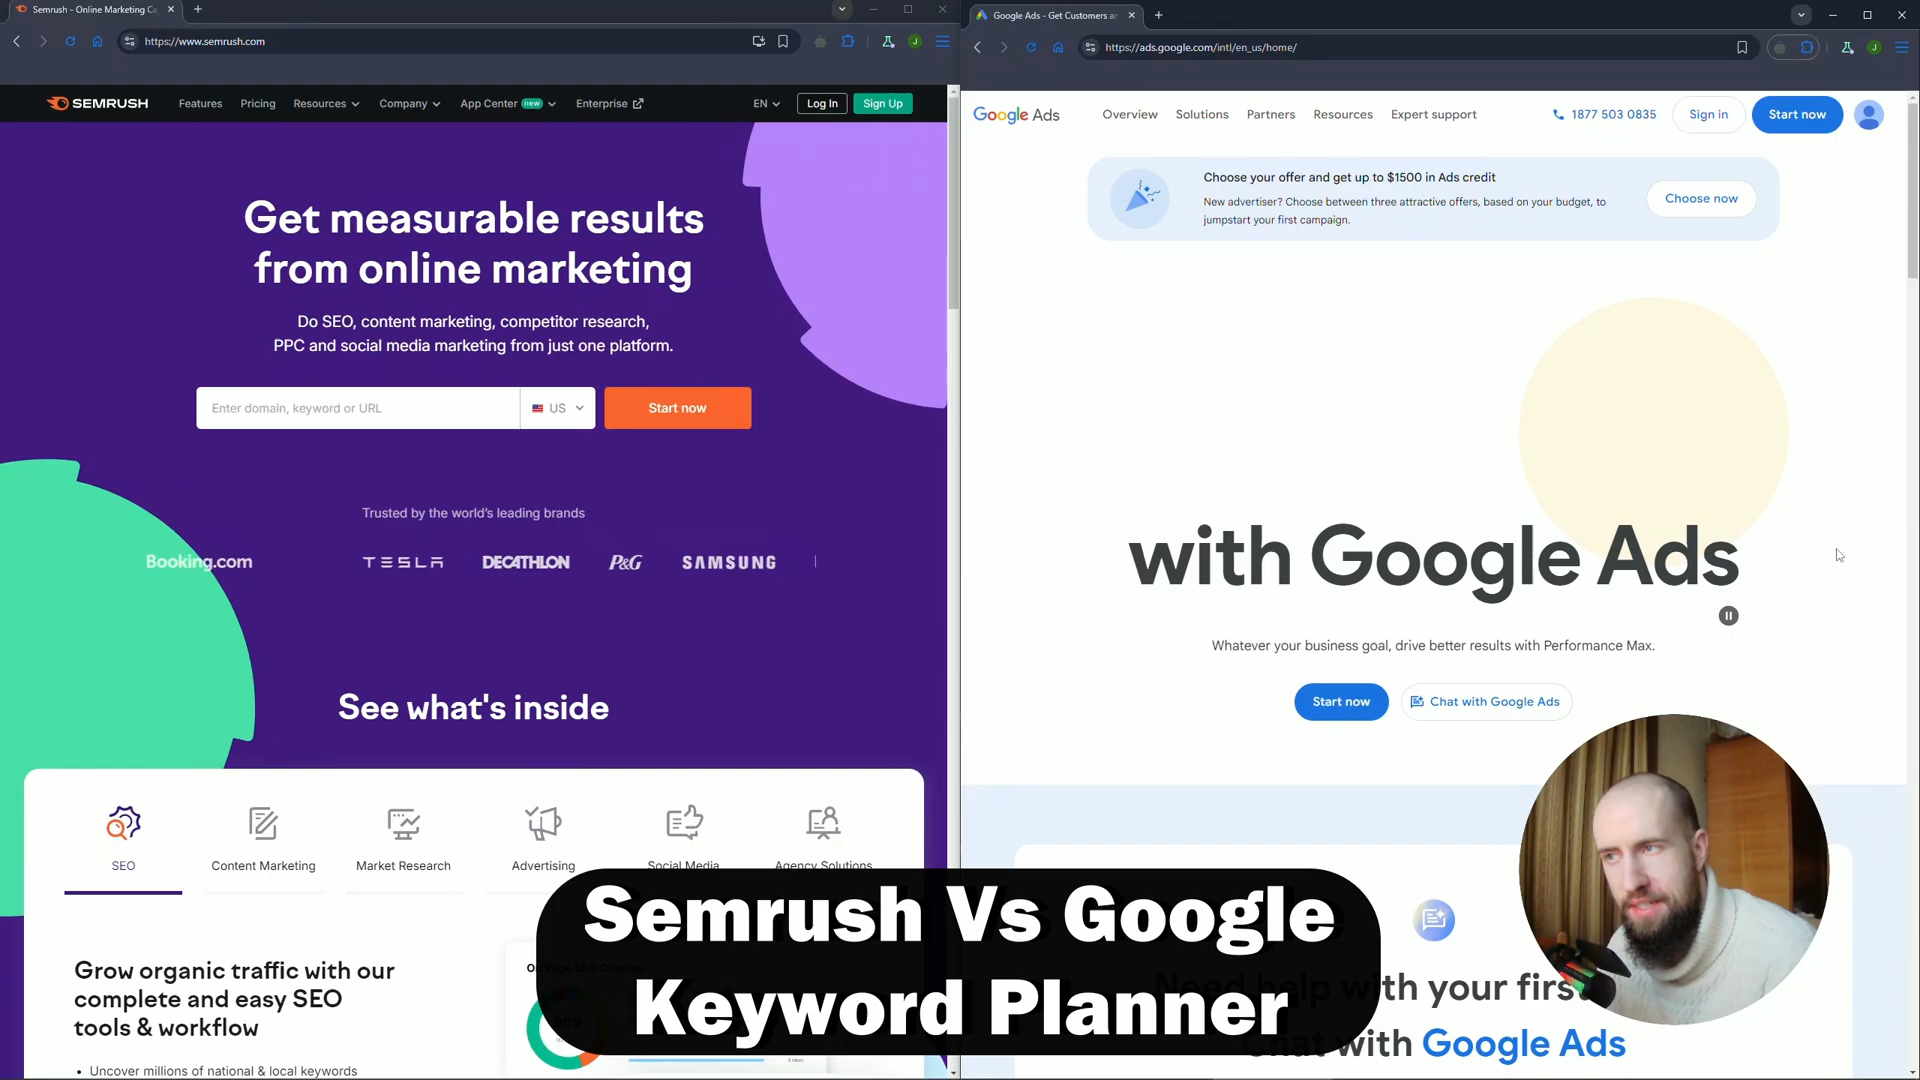 Semrush - Online Marketing Ca
https://www.semrush.com
SEMRUSH
Features
Pricing
Resources
Company
App Center new
Enterprise
EN
Log In
Sign Up
Get measurable results
from online marketing
Do SEO, content marketing, competitor research,
PPC and social media marketing from just one platform.
Enter domain, keyword or URL
US
Start now
Trusted by the world's leading brands
Booking.com
TESLA
DECATHLON
P&G
SAMSUNG
See what's inside
SEO
Content Marketing
Market Research
Advertising
Social Media
Agency Solutions
Grow organic traffic with our
complete and easy SEO
tools & workflow
• Uncover millions of national & local keywords
Google Ads - Get Customers an
https://ads.google.com/intl/en_us/home/
J
J
Google Ads
Overview
Solutions
Partners
Resources
Expert support
1877 503 0835
Sign in
Start now
Choose your offer and get up to $1500 in Ads credit
New advertiser? Choose between three attractive offers, based on your budget, to
jumpstart your first campaign.
Choose now
with Google Ads
Whatever your business goal, drive better results with Performance Max.
Start now
Chat with Google Ads
Need help with your first
Chat with Google Ads
Semrush Vs Google
Keyword Planner